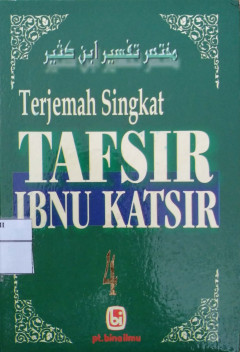 مختصر تفسير ابن كثير
Terjemah Singkat
TAFSIR
IBNU KATSIR
4
pt. bina ilmu